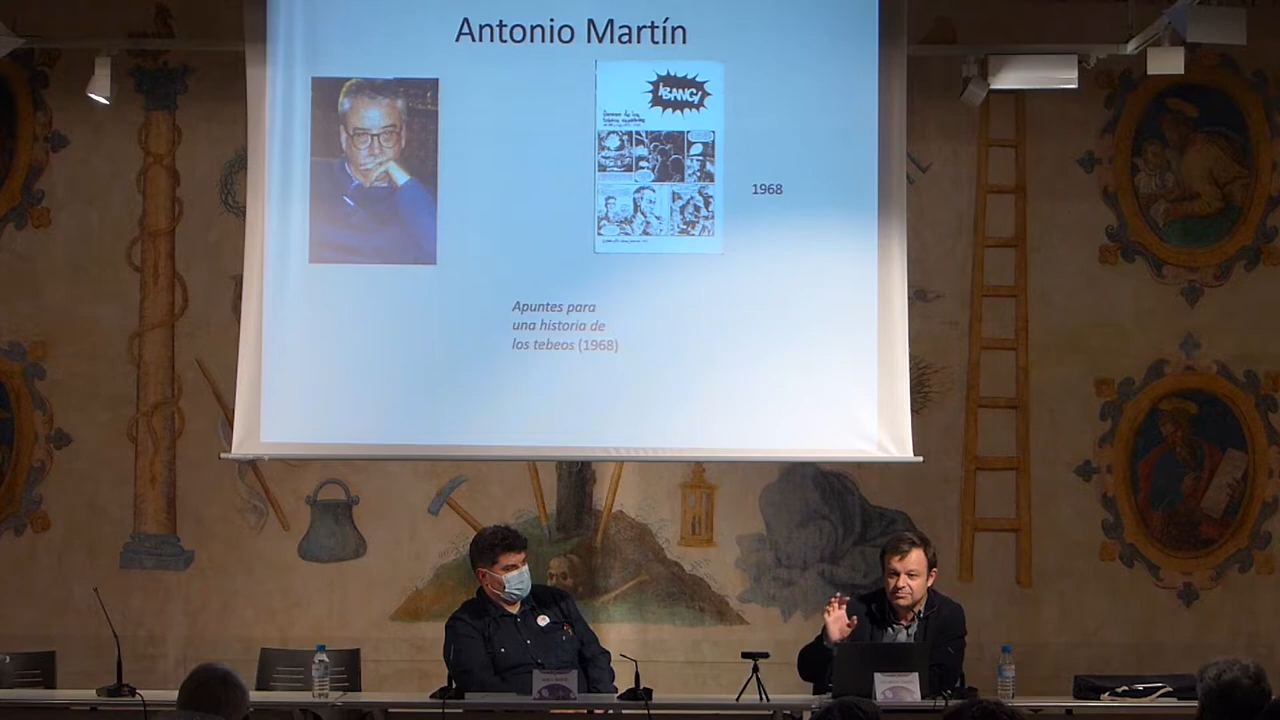 Antonio Martín
¡BANG!
1968
Apuntes para
una historia de
los tebeos (1968)